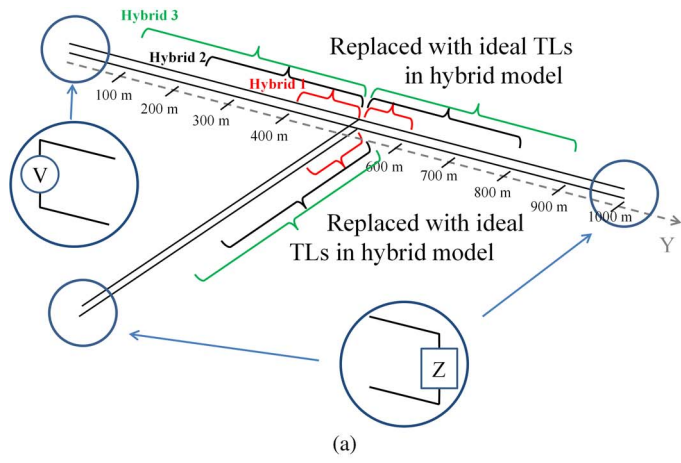 Hybrid 3
Replaced with ideal TLs
in hybrid model
Hybrid 2
Hybrid 1
100 m
200 m
300 m
400 m
600 m
700 m
800 m
900 m
1000 m
Y
V
Replaced with ideal
TLs in hybrid model
Z
(a)